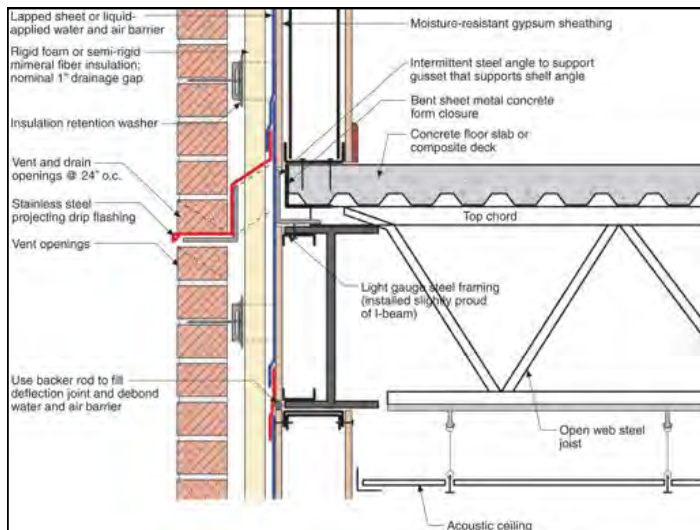 Lapped sheet or liquid-
applied water and air barrier
Rigid foam or semi-rigid
mimeral fiber insulation;
nominal 1" drainage gap
Insulation retention washer
Vent and drain
openings @ 24" o.c.
Stainless steel
projecting drip flashing
Vent openings
Use backer rod to fill
deflection joint and debond
water and air barrier
Moisture-resistant gypsum sheathing
Intermittent steel angle to support
gusset that supports shelf angle
Bent sheet metal concrete
form closure
Concrete floor slab or
composite deck
Top chord
Light gauge steel framing
(installed slightly proud
of I-beam)
Open web steel
joist
Acoustic ceiling